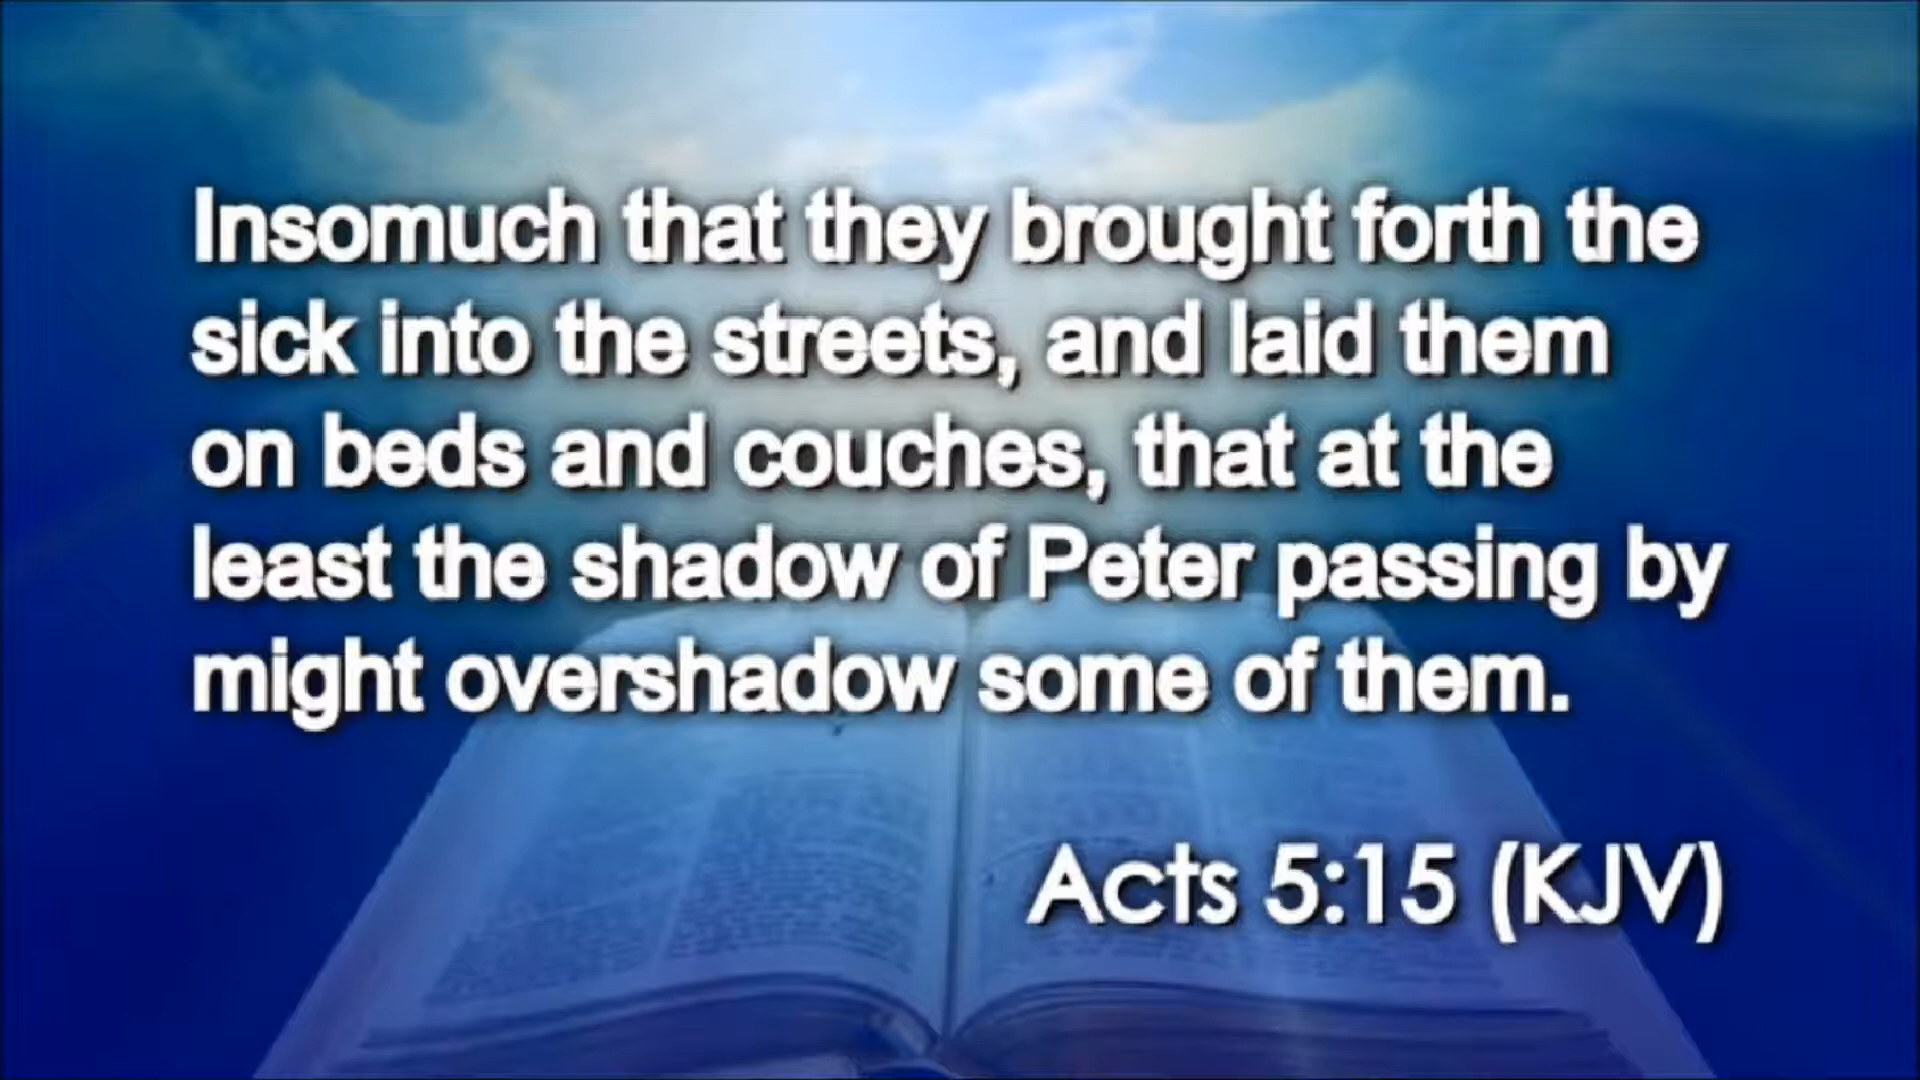 Insomuch that they brought forth the
sick into the streets, and laid them
on beds and couches, that at the
least the shadow of Peter passing by
might overshadow some of them.
Acts 5:15 (KJV)